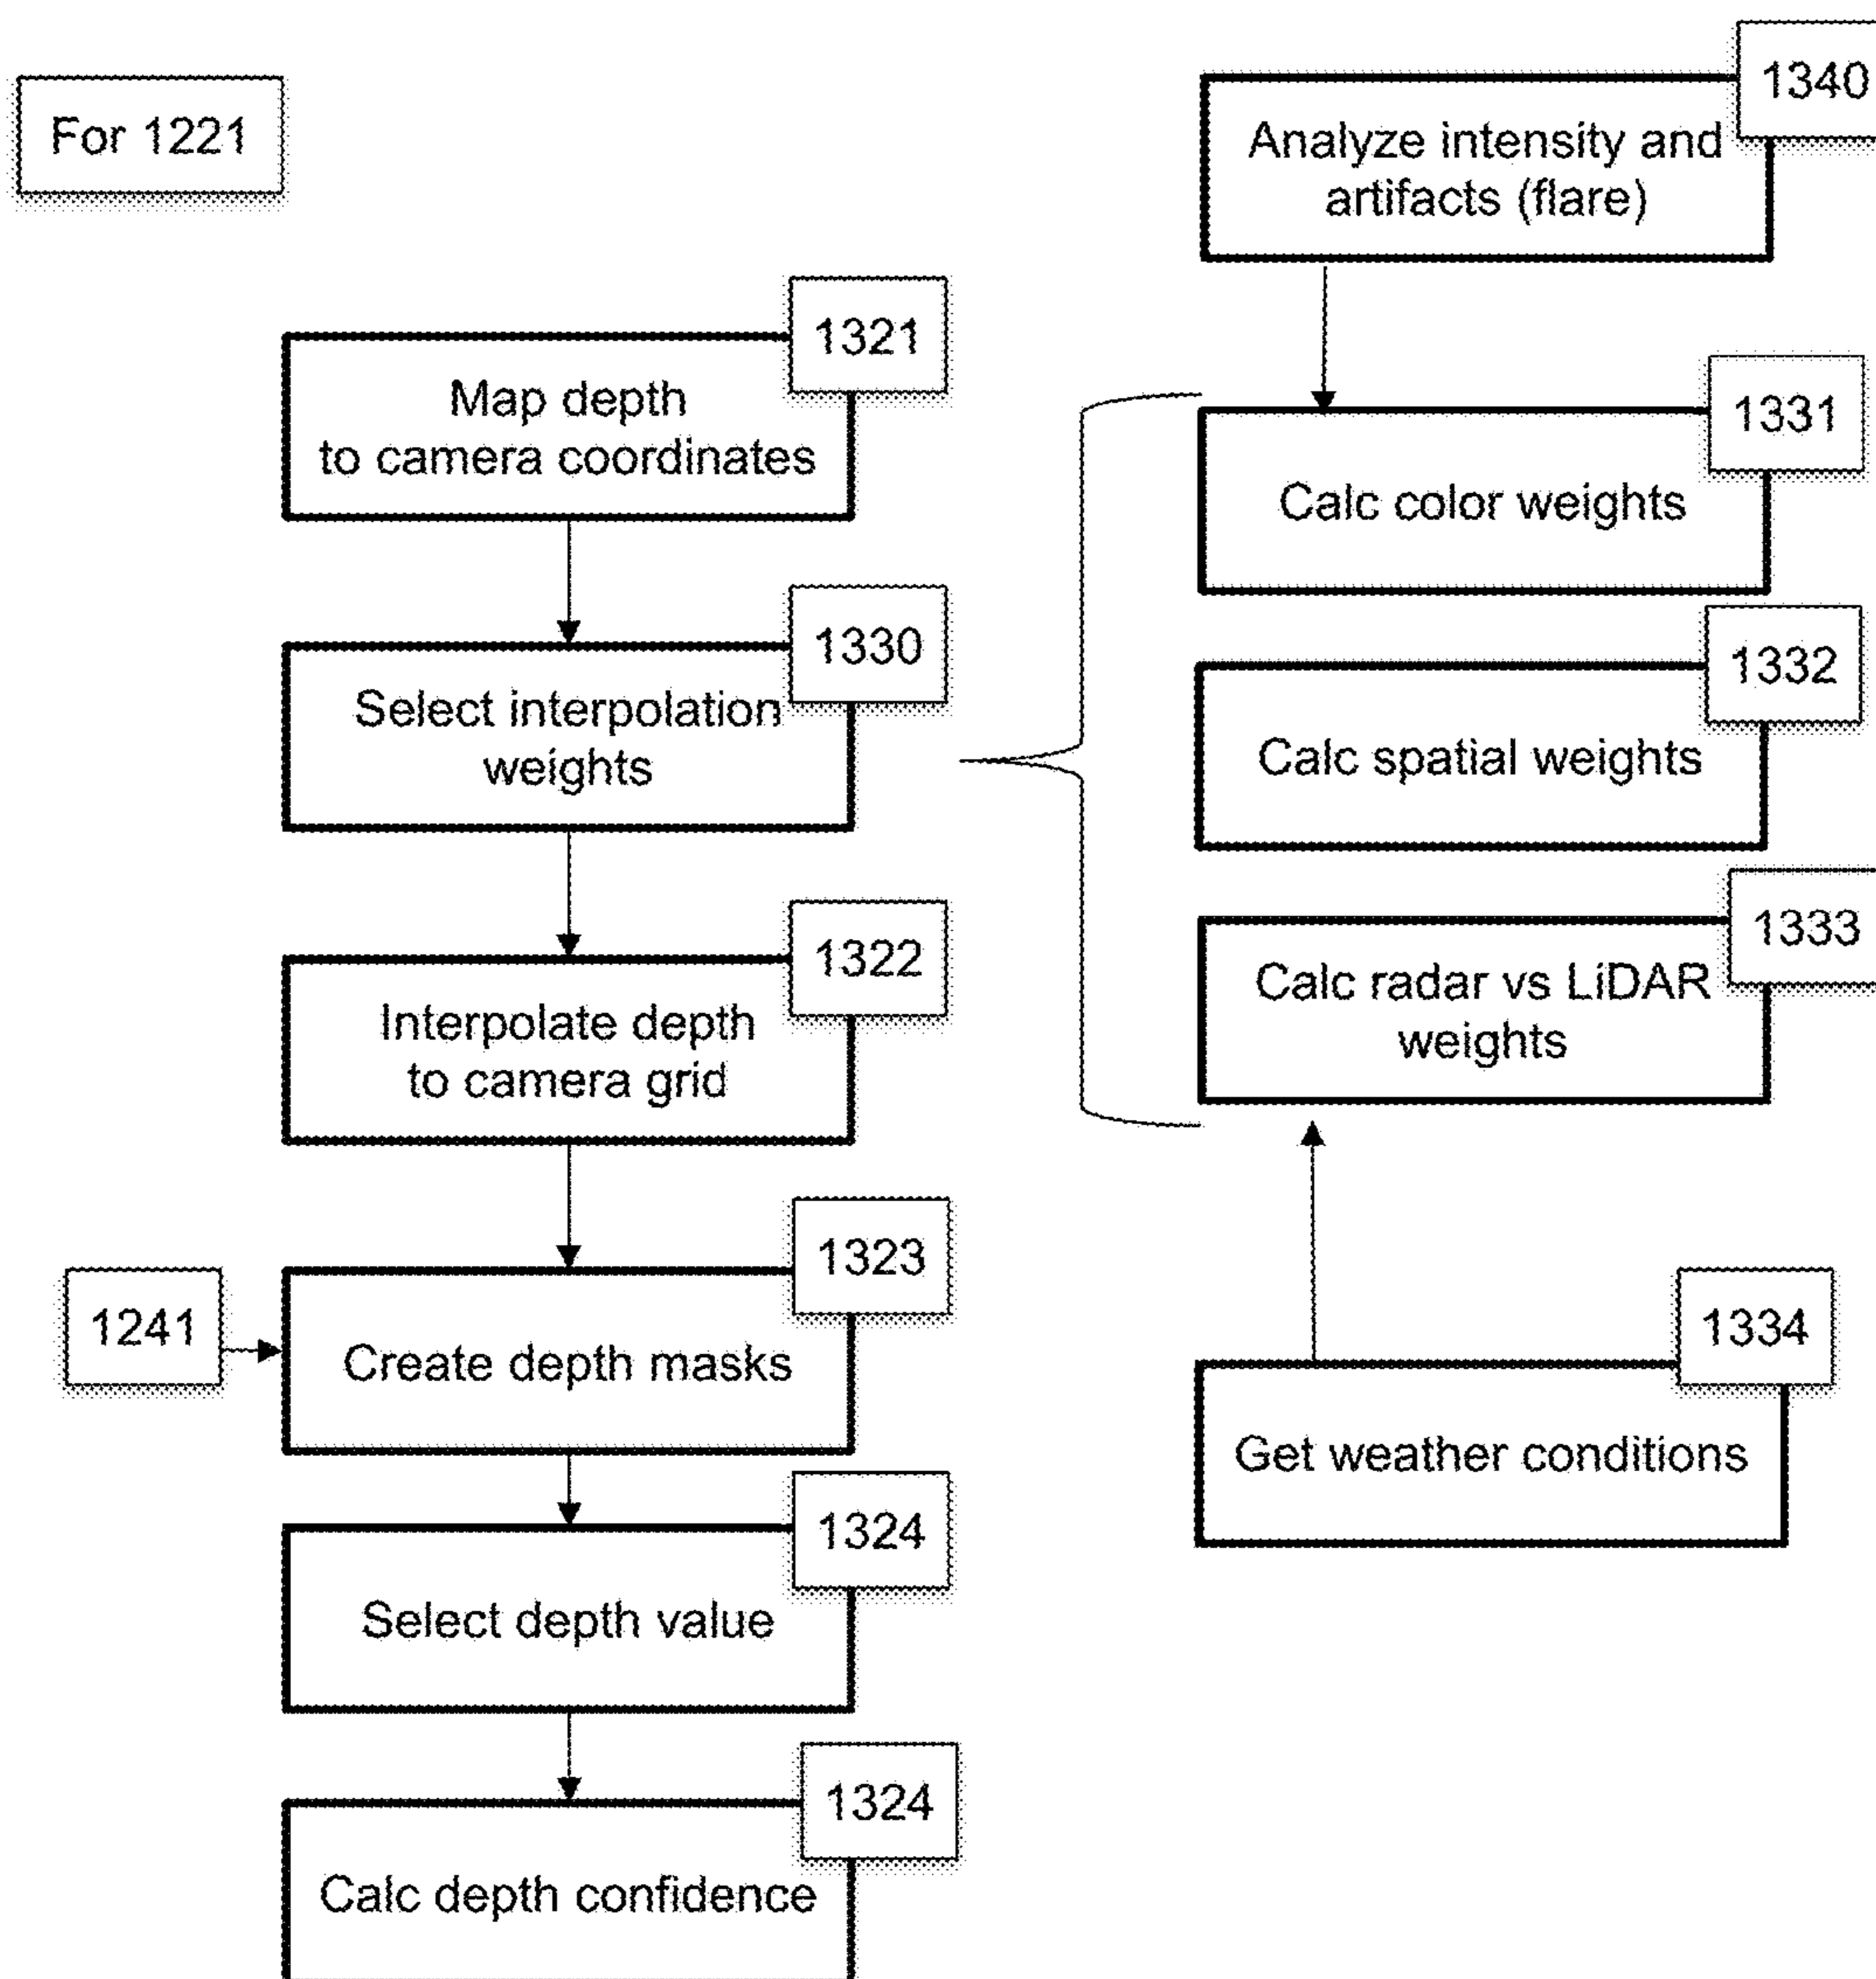 For 1221
1321
Map depth
to camera coordinates
1330
Select interpolation
weights
1322
Interpolate depth
to camera grid
1241
1323
Create depth masks
1324
Select depth value
1324
Calc depth confidence
1340
Analyze intensity and
artifacts (flare)
1331
Calc color weights
1332
Calc spatial weights
1333
Calc radar vs LiDAR
weights
1334
Get weather conditions